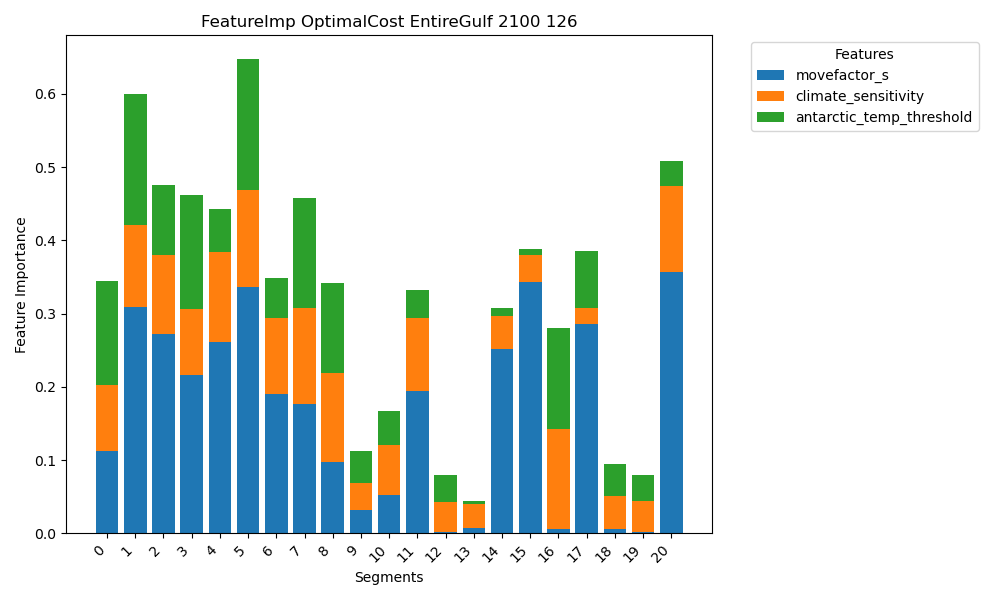 FeatureImp OptimalCost EntireGulf 2100 126
Features
movefactor_s
climate_sensitivity
antarctic_temp_threshold
Feature Importance
0.6
0.5
0.4
0.3
0.2
0.1
0.0
0 1 2 3 4 5 6 7 8 9 10 11 12 13 14 15 16 17 18 19 20
Segments